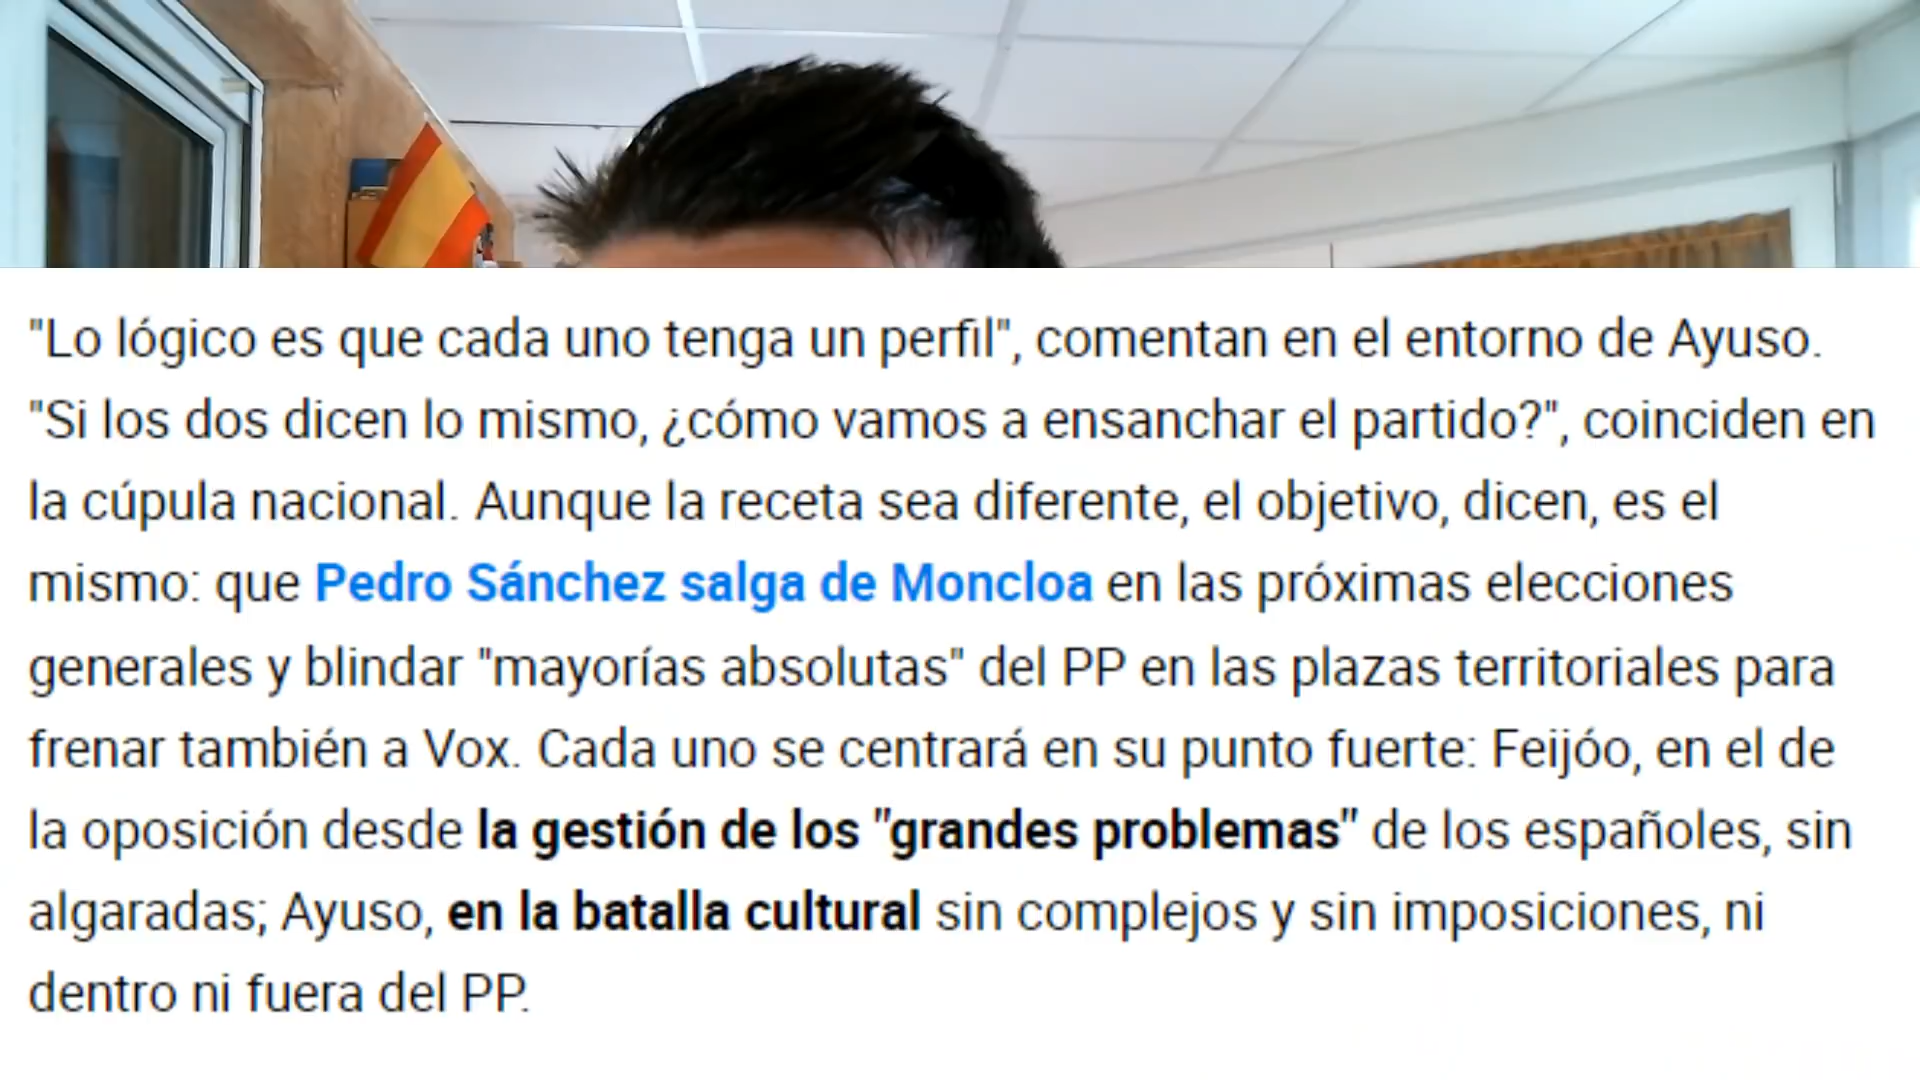 "Lo lógico es que cada uno tenga un perfil", comentan en el entorno de Ayuso.
"Si los dos dicen lo mismo, ¿cómo vamos a ensanchar el partido?", coinciden en
la cúpula nacional. Aunque la receta sea diferente, el objetivo, dicen, es el
mismo: que Pedro Sánchez salga de Moncloa en las próximas elecciones
generales y blindar "mayorías absolutas" del PP en las plazas territoriales para
frenar también a Vox. Cada uno se centrará en su punto fuerte: Feijóo, en el de
la oposición desde la gestión de los "grandes problemas" de los españoles, sin
algaradas; Ayuso, en la batalla cultural sin complejos y sin imposiciones, ni
dentro ni fuera del PP.